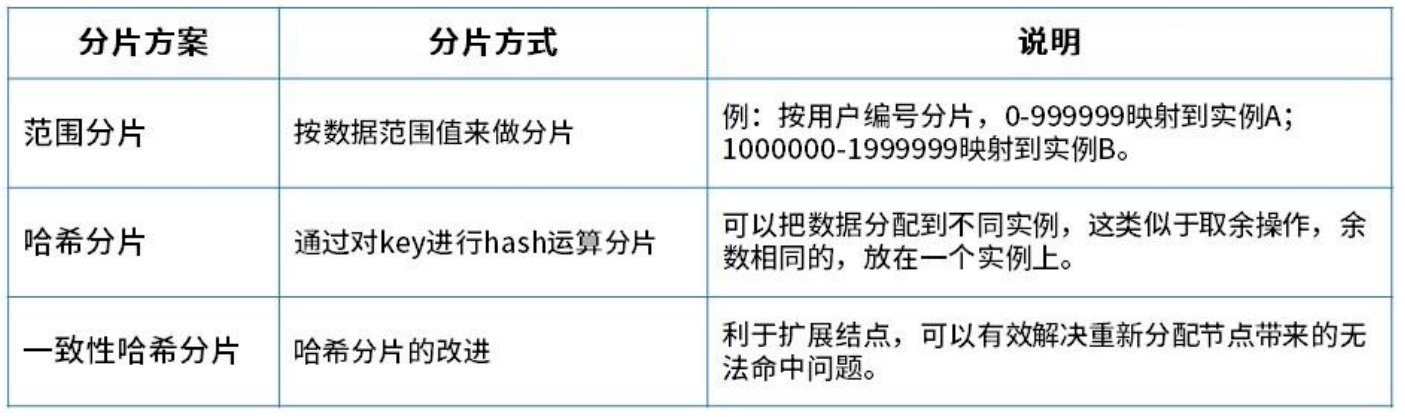 分片方案 分片方式 说明
范围分片 按数据范围值来做分片 例：按用户编号分片，0-999999映射到实例A；
1000000-1999999映射到实例B。
哈希分片 通过对key进行hash运算分片 可以把数据分配到不同实例，这类似于取余操作，余
数相同的，放在一个实例上。
一致性哈希分片 哈希分片的改进 利于扩展结点，可以有效解决重新分配节点带来的无
法命中问题。